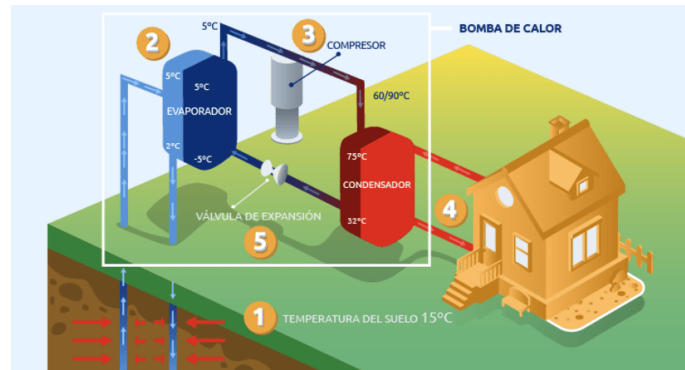 BOMBA DE CALOR
5ºC
2
3
COMPRESOR
5ºC
5ºC
60/90ºC
EVAPORADOR
2ºC
-5ºC
75ºC
CONDENSADOR
32ºC
VÁLVULA DE EXPANSIÓN
4
5
1
TEMPERATURA DEL SUELO 15ºC